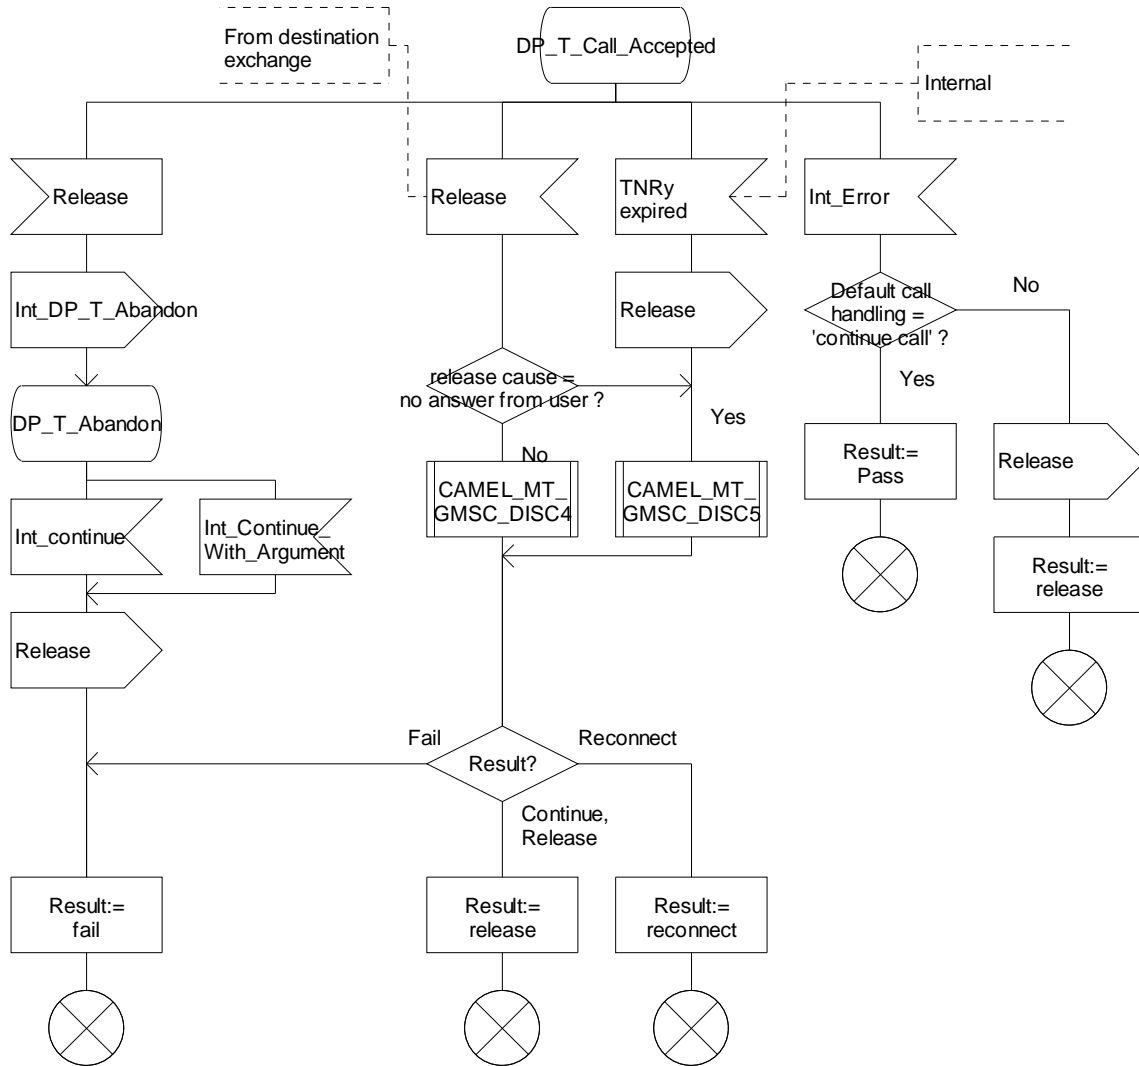 From destination
exchange
DP_T_Call_Accepted
Internal
Release
Release
TNRy
expired
Int_Error
Int_DP_T_Abandon
Release
Default call
handling =
'continue call' ?
No
Yes
release cause =
no answer from user ?
Yes
No
DP_T_Abandon
Result:=
Pass
Release
CAMEL_MT_
GMSC_DISC4
CAMEL_MT_
GMSC_DISC5
Int_continue
Int_Continue_
With_Argument
Result:=
release
Release
Fail
Reconnect
Result?
Continue,
Release
Result:=
fail
Result:=
release
Result:=
reconnect